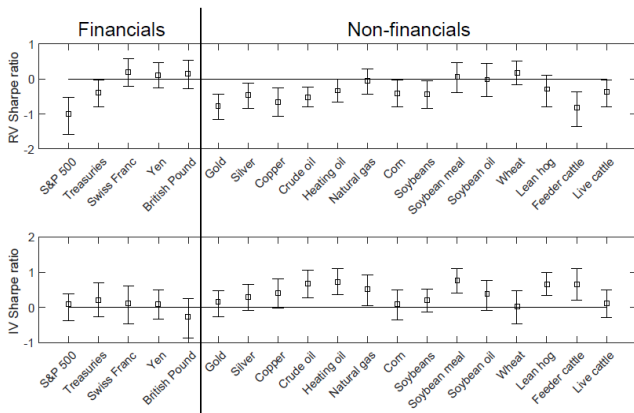 Financials
Non-financials
RV Sharpe ratio
1
0
-1
-2
S&P 500
Treasuries
Swiss Franc
Yen
British Pound
Gold
Silver
Copper
Crude oil
Heating oil
Natural gas
Corn
Soybeans
Soybean meal
Soybean oil
Wheat
Lean hog
Feeder cattle
Live cattle
IV Sharpe ratio
2
1
0
-1
S&P 500
Treasuries
Swiss Franc
Yen
British Pound
Gold
Silver
Copper
Crude oil
Heating oil
Natural gas
Corn
Soybeans
Soybean meal
Soybean oil
Wheat
Lean hog
Feeder cattle
Live cattle